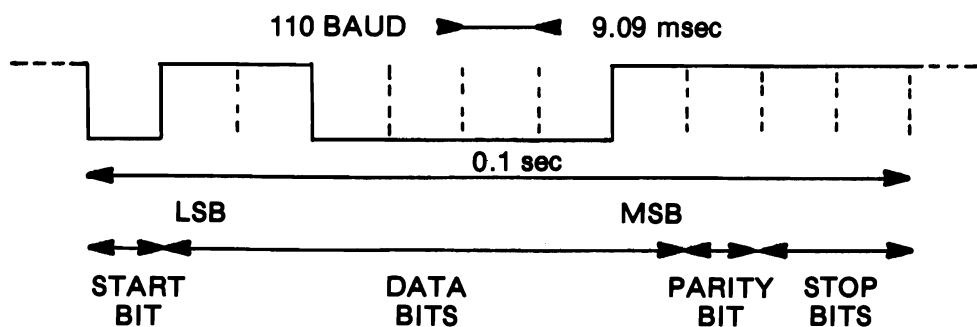 110 BAUD 9.09 msec
0.1 sec
LSB MSB
START BIT
DATA BITS
PARITY BIT
STOP BITS